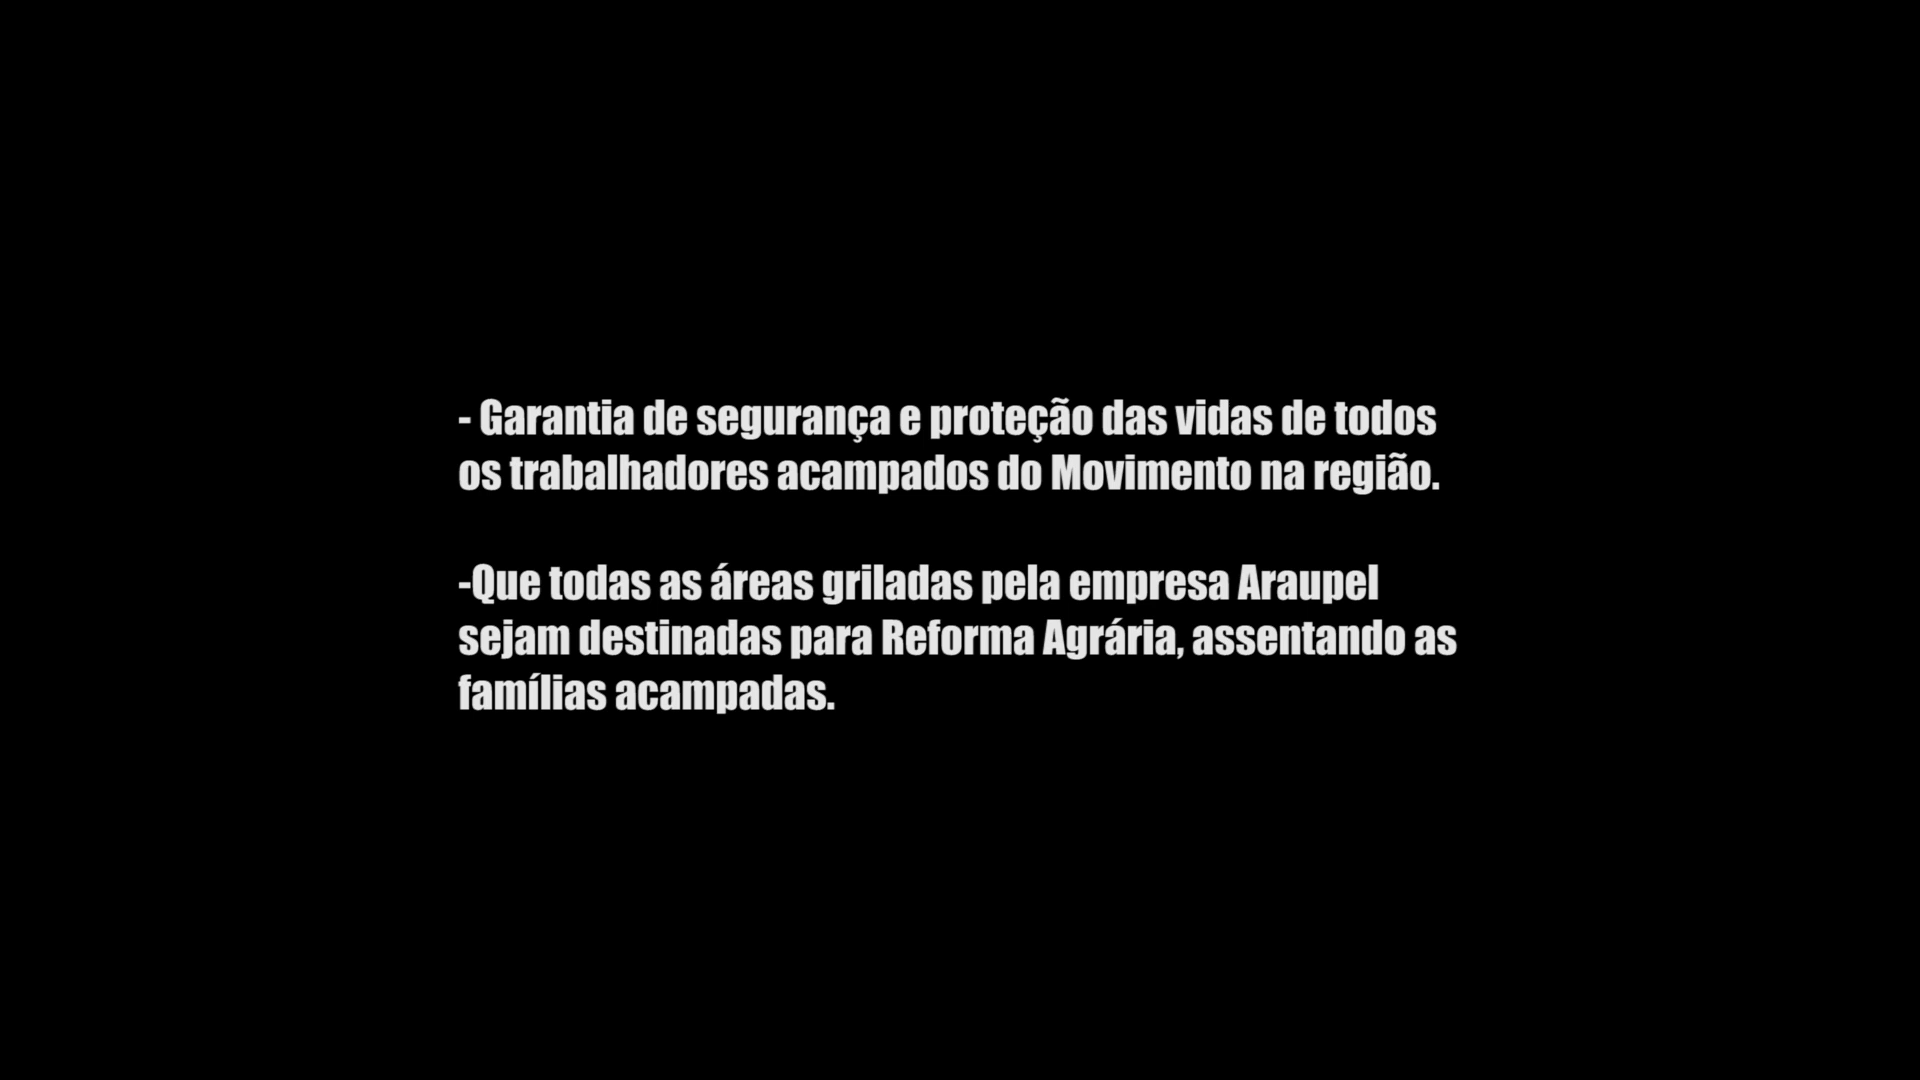 - Garantia de segurança e proteção das vidas de todos
os trabalhadores acampados do Movimento na região.
-Que todas as áreas griladas pela empresa Araupel
sejam destinadas para Reforma Agrária, assentando as
famílias acampadas.